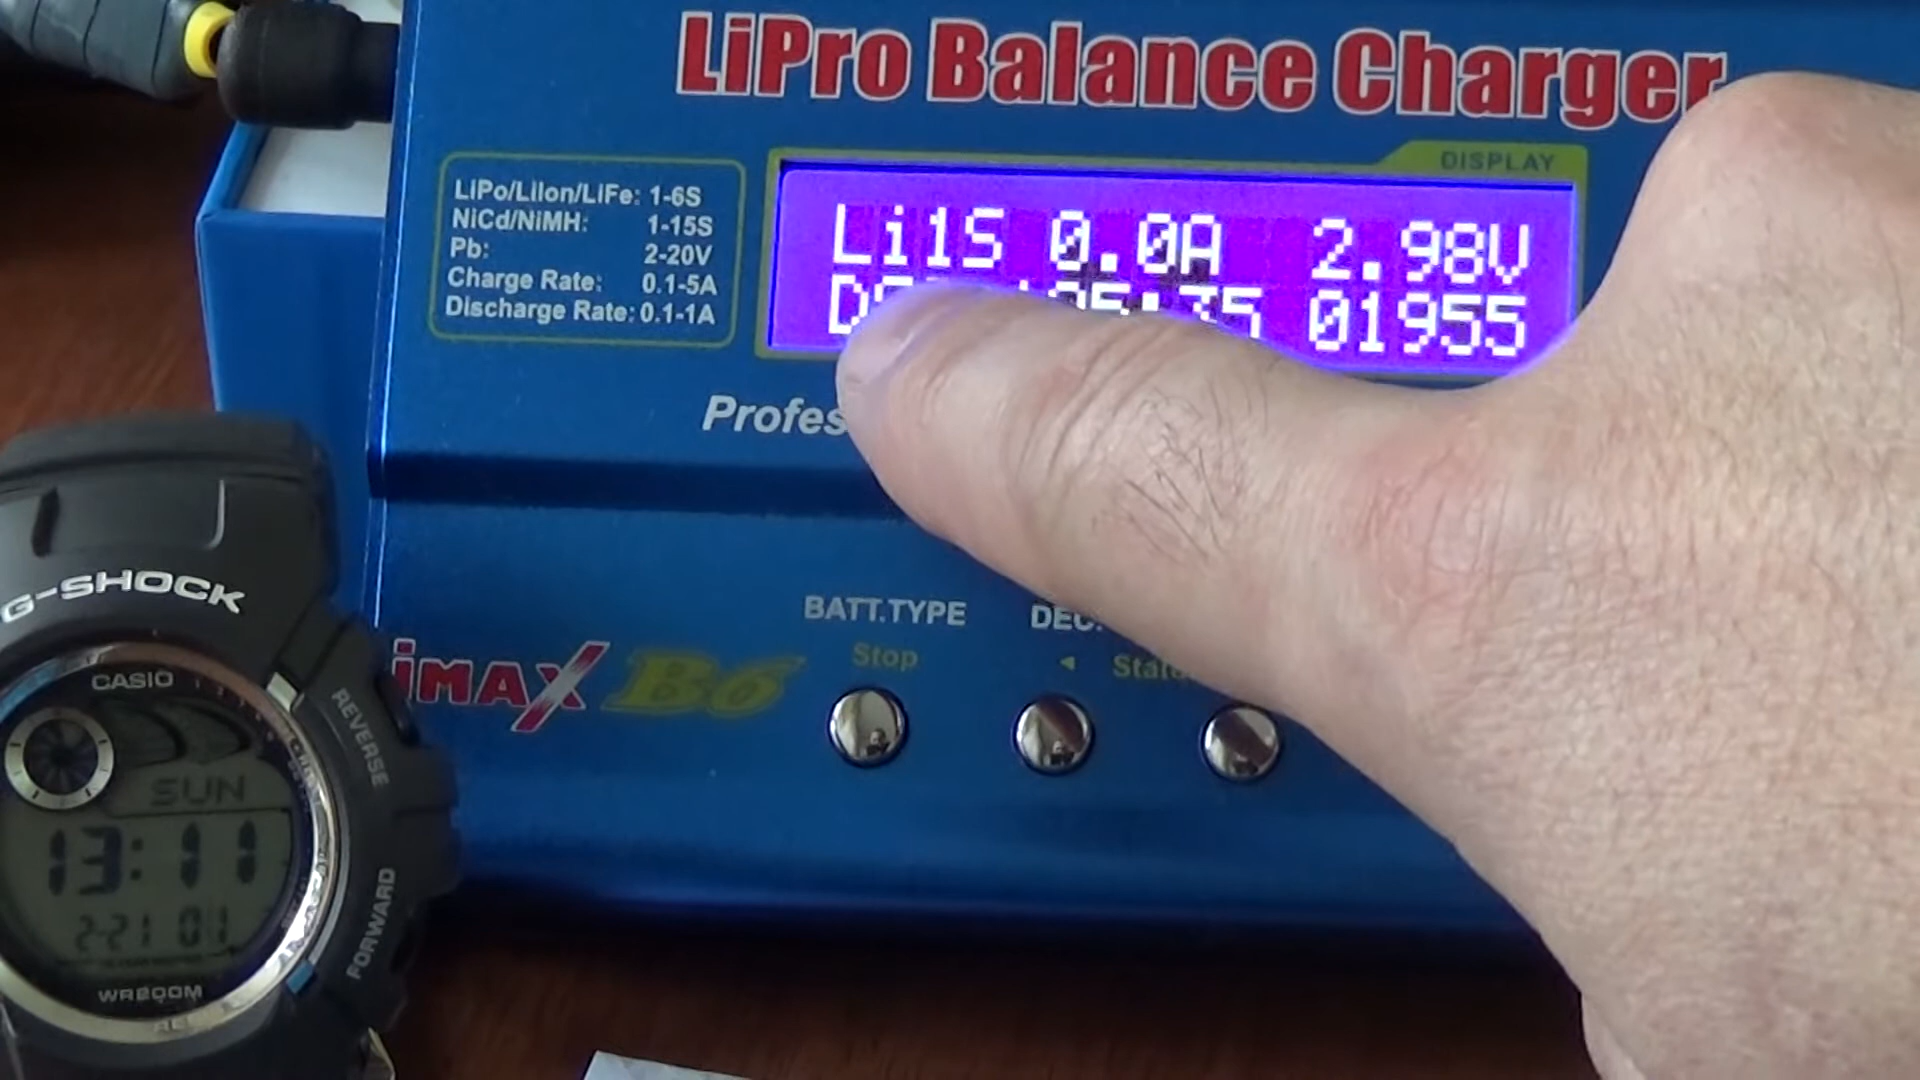 LiPro Balance Charger
DISPLAY
LiPo/LiIon/LiFe: 1-6S
NiCd/NiMH: 1-15S
Pb: 2-20V
Charge Rate: 0.1-5A
Discharge Rate: 0.1-1A
Li1S 0.0A 2.98V
01955
BATT.TYPE
DEC.
Stop
◄
iMAX B6
G-SHOCK
CASIO
REVERSE
SUN
13:11
2-21 01
FORWARD
WR200M